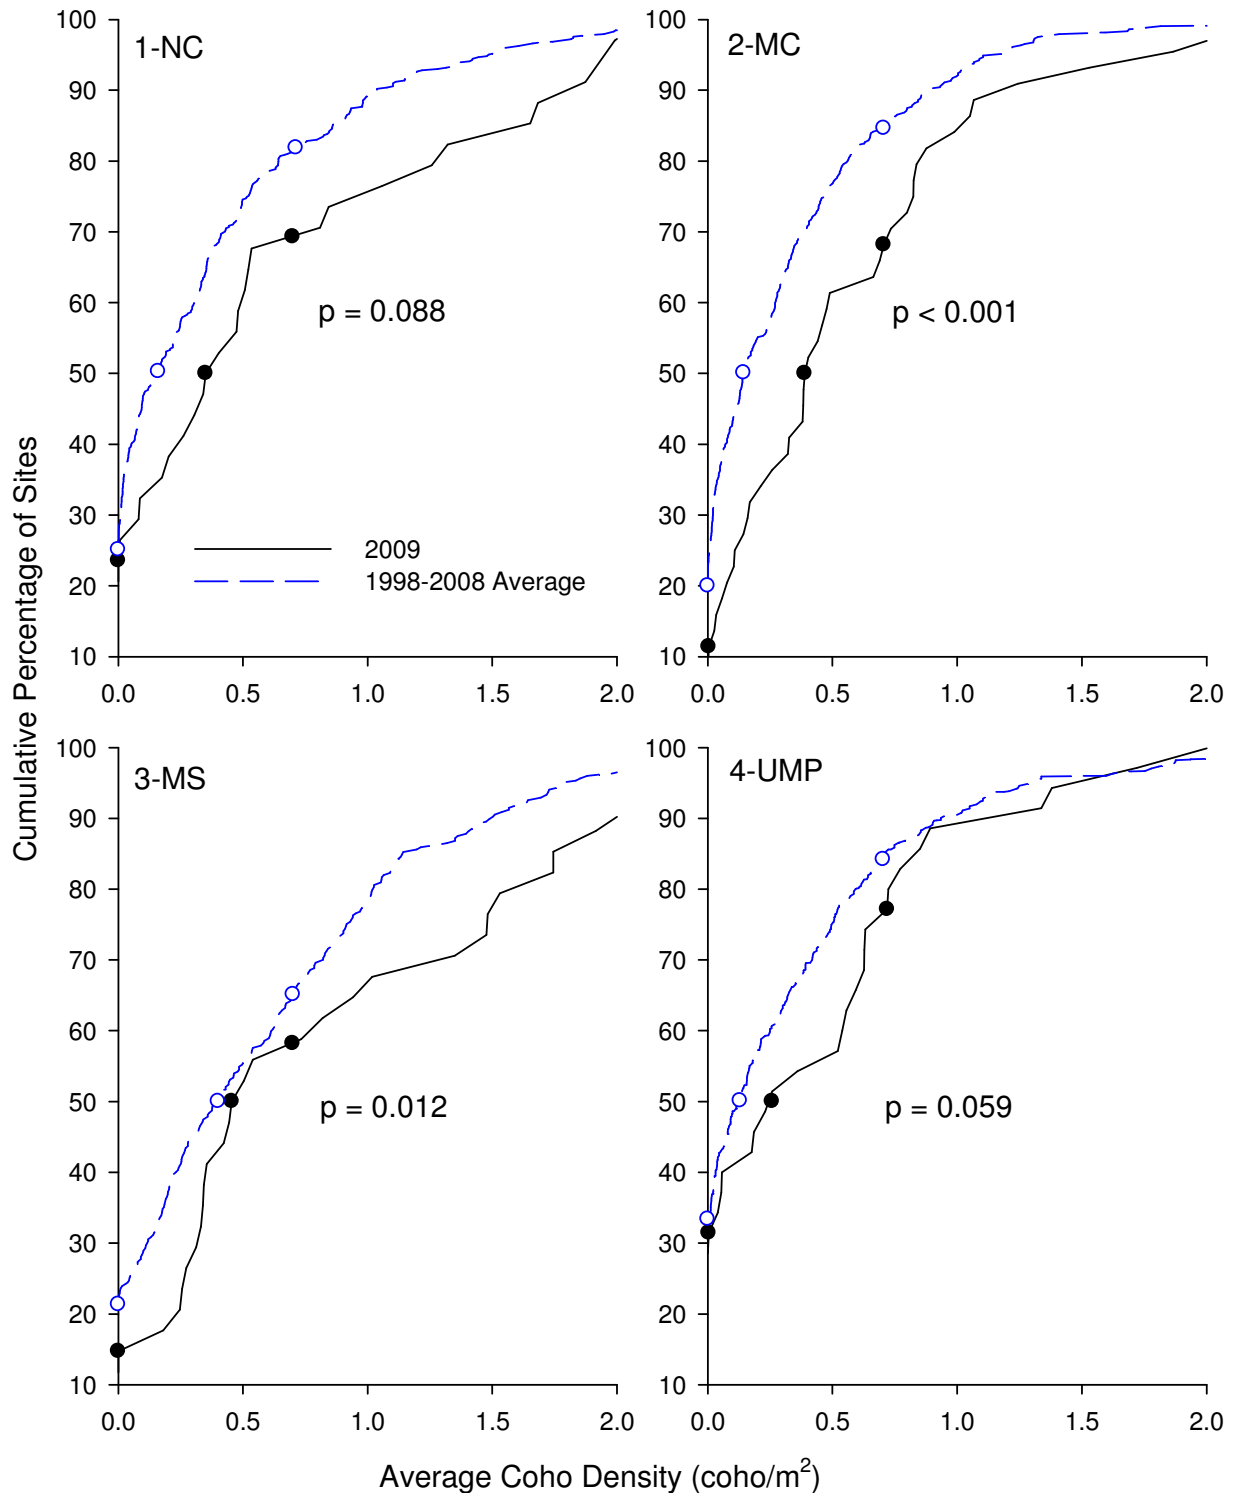 Cumulative Percentage of Sites
1-NC
100
90
80
70
60
50
40
30
20
10
p = 0.088
2009
1998-2008 Average
0.0 0.5 1.0 1.5 2.0
2-MC
100
90
80
70
60
50
40
30
20
10
p < 0.001
0.0 0.5 1.0 1.5 2.0
3-MS
100
90
80
70
60
50
40
30
20
10
p = 0.012
0.0 0.5 1.0 1.5 2.0
4-UMP
100
90
80
70
60
50
40
30
20
10
p = 0.059
0.0 0.5 1.0 1.5 2.0
Average Coho Density (coho/m²)